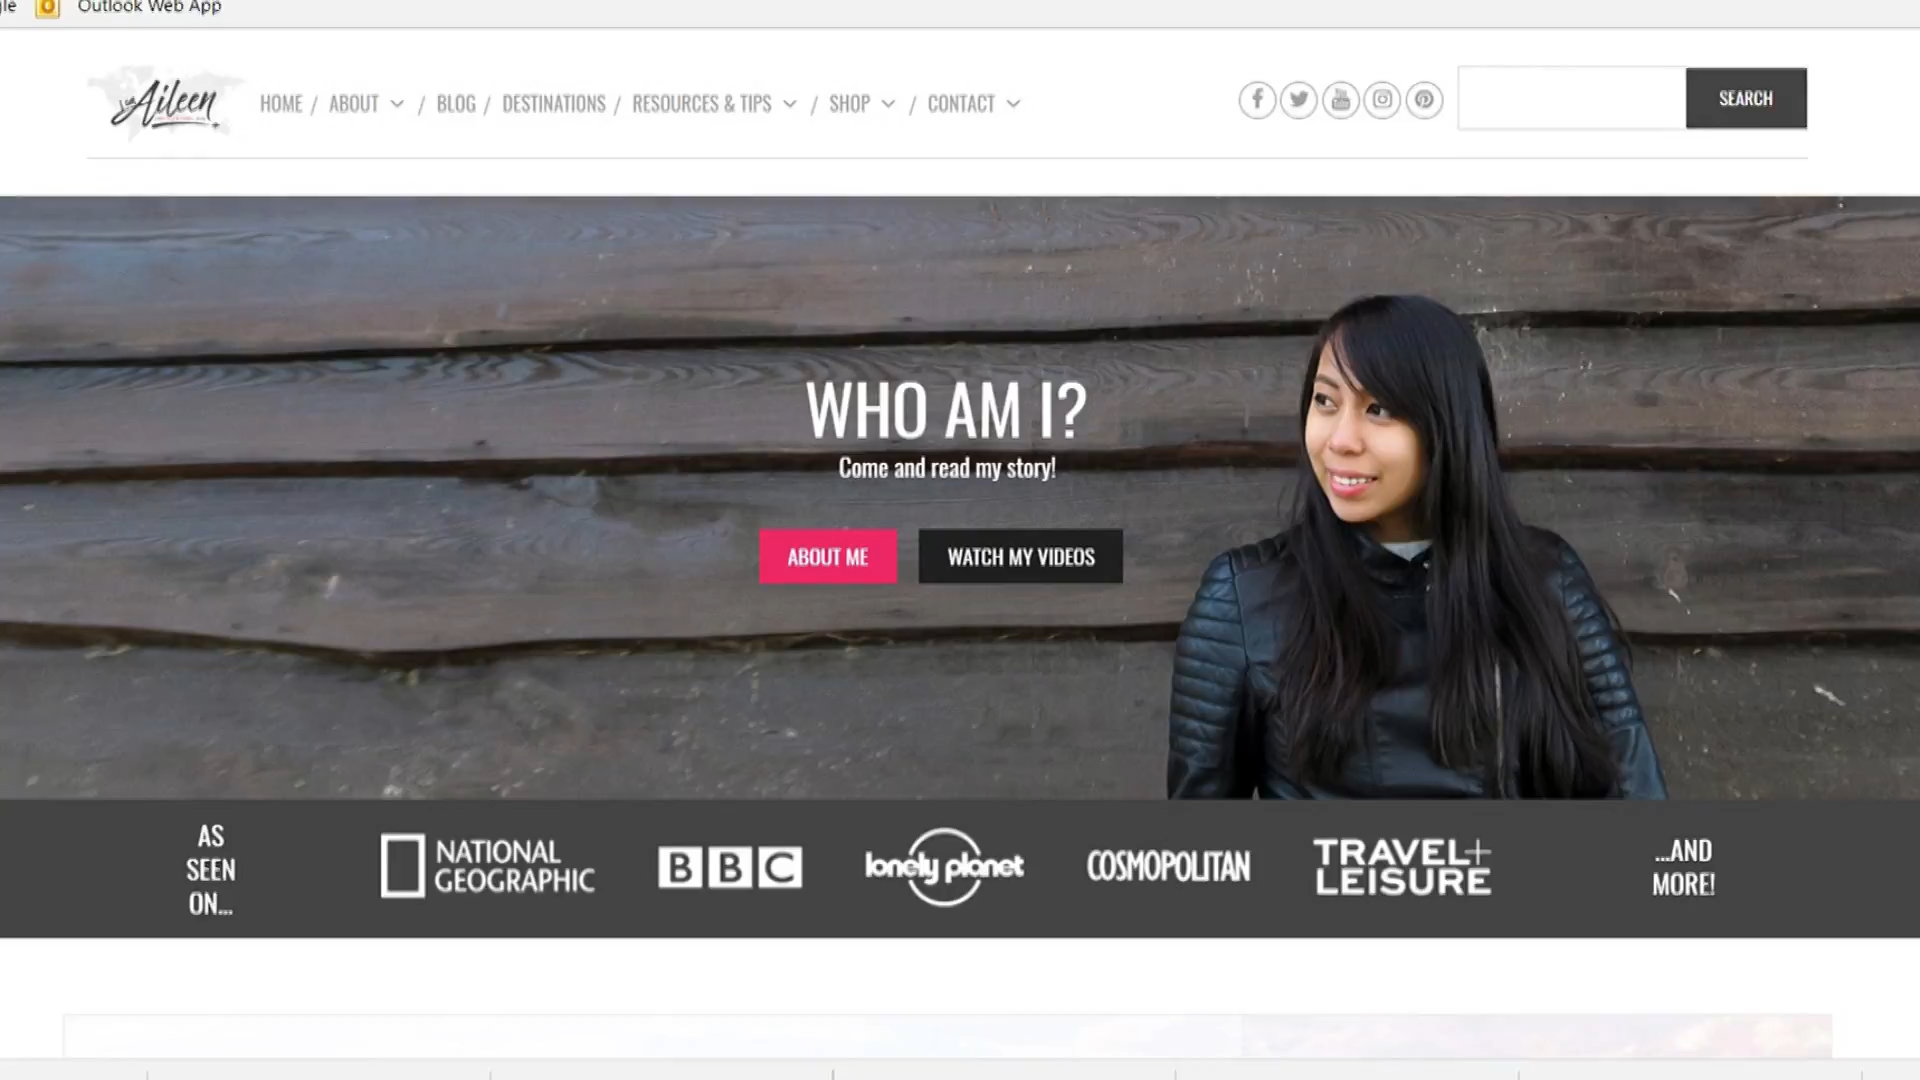 Outlook Web App
Aileen
HOME / ABOUT / BLOG / DESTINATIONS / RESOURCES & TIPS / SHOP / CONTACT
SEARCH
WHO AM I?
Come and read my story!
ABOUT ME
WATCH MY VIDEOS
AS
SEEN
ON...
NATIONAL
GEOGRAPHIC
BBC
lonely planet
COSMOPOLITAN
TRAVEL+
LEISURE
...AND
MORE!